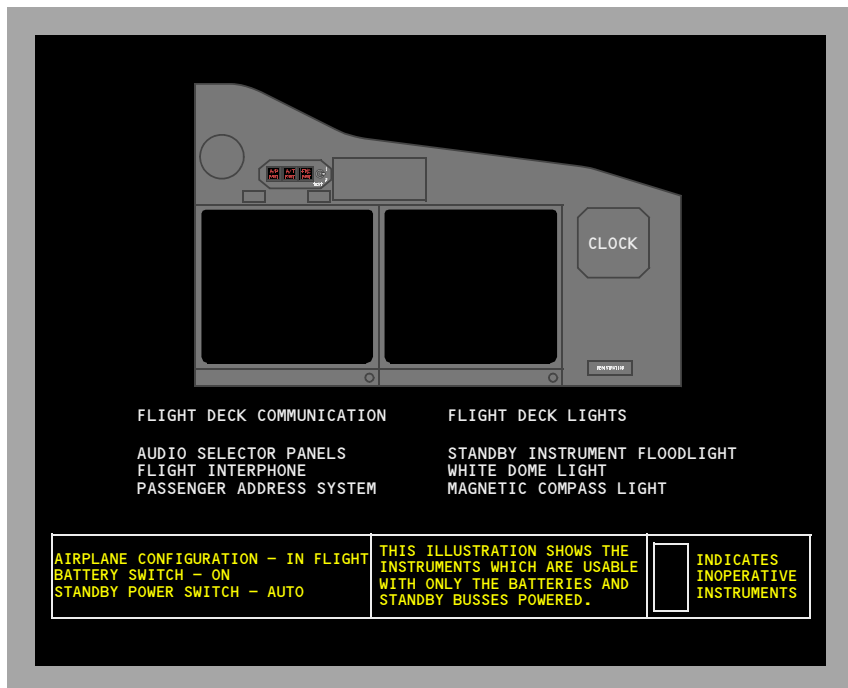 A/P A/T
CLOCK
FLIGHT DECK COMMUNICATION
AUDIO SELECTOR PANELS
FLIGHT INTERPHONE
PASSENGER ADDRESS SYSTEM
FLIGHT DECK LIGHTS
STANDBY INSTRUMENT FLOODLIGHT
WHITE DOME LIGHT
MAGNETIC COMPASS LIGHT
AIRPLANE CONFIGURATION – IN FLIGHT
BATTERY SWITCH – ON
STANDBY POWER SWITCH – AUTO
THIS ILLUSTRATION SHOWS THE
INSTRUMENTS WHICH ARE USABLE
WITH ONLY THE BATTERIES AND
STANDBY BUSSES POWERED.
INDICATES
INOPERATIVE
INSTRUMENTS